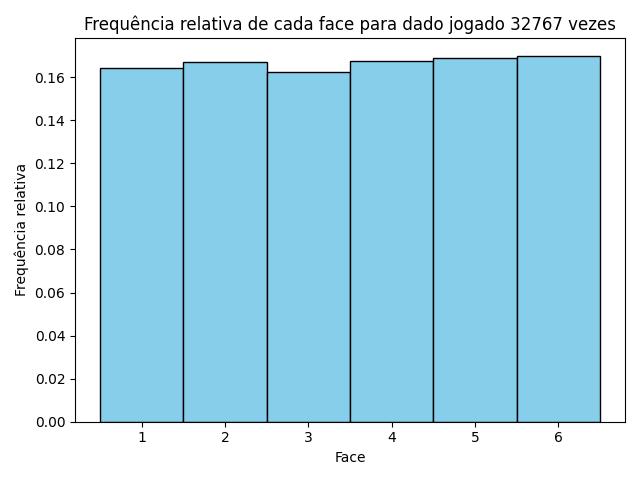 Frequência relativa de cada face para dado jogado 32767 vezes
0.16
0.14
0.12
0.10
0.08
0.06
0.04
0.02
0.00
Frequência relativa
1 2 3 4 5 6
Face